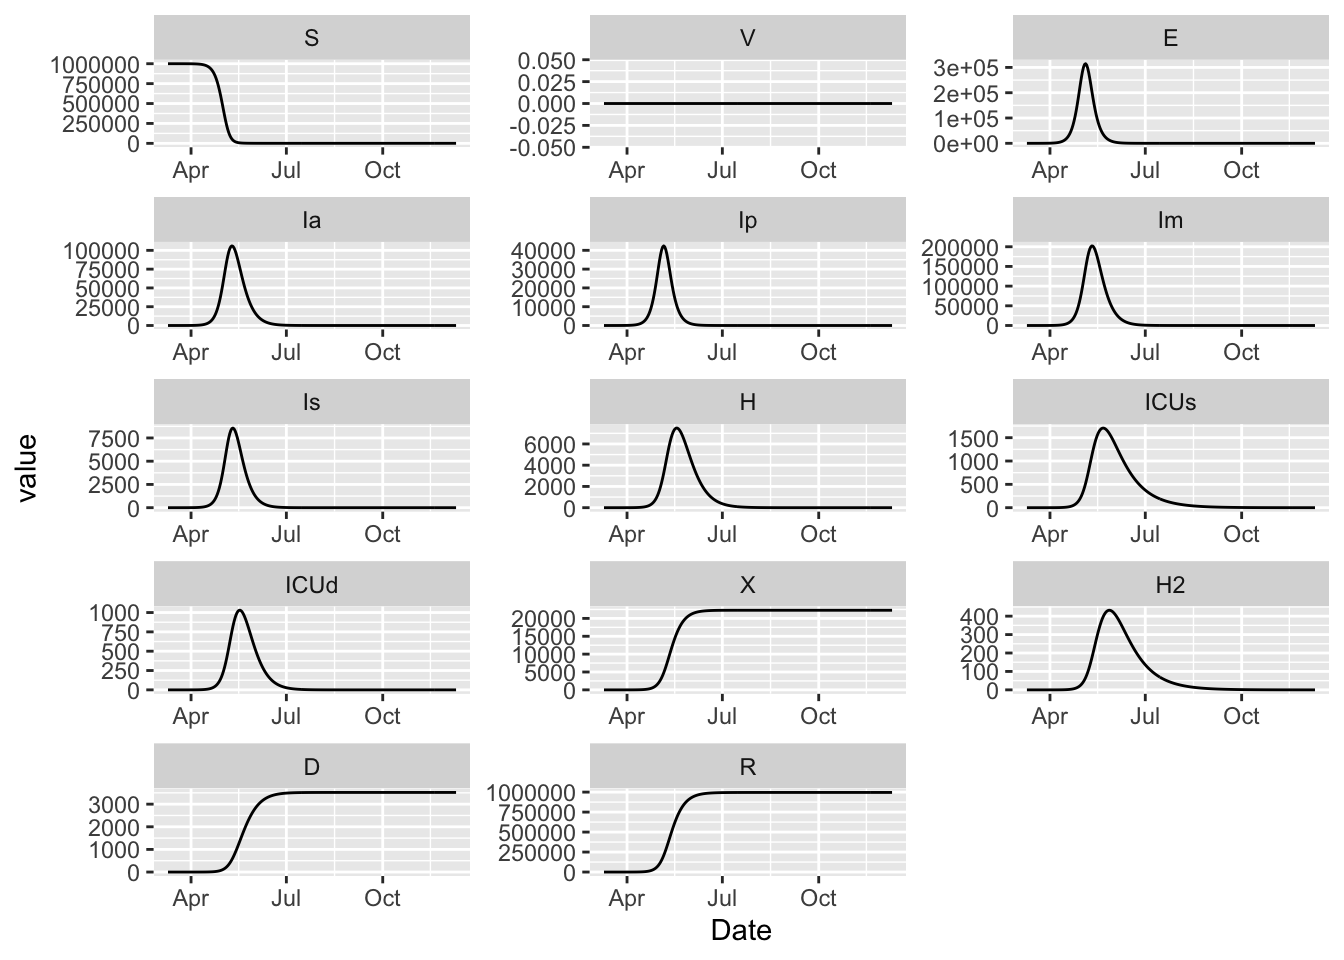 S
1000000
750000
500000
250000
0
Apr Jul Oct
V
0.050
0.025
0.000
-0.025
-0.050
Apr Jul Oct
E
3e+05
2e+05
1e+05
0e+00
Apr Jul Oct
Ia
100000
75000
50000
25000
0
Apr Jul Oct
Ip
40000
30000
20000
10000
0
Apr Jul Oct
Im
200000
150000
100000
50000
0
Apr Jul Oct
value
Is
7500
5000
2500
0
Apr Jul Oct
H
6000
4000
2000
0
Apr Jul Oct
ICUs
1500
1000
500
0
Apr Jul Oct
ICUd
1000
750
500
250
0
Apr Jul Oct
X
20000
15000
10000
5000
0
Apr Jul Oct
H2
400
300
200
100
0
Apr Jul Oct
D
3000
2000
1000
0
Apr Jul Oct
R
1000000
750000
500000
250000
0
Apr Jul Oct
Date